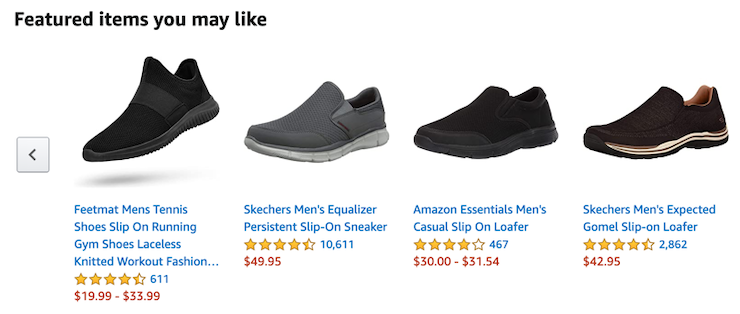 Featured items you may like
Feetmat Mens Tennis
Shoes Slip On Running
Gym Shoes Laceless
Knitted Workout Fashion…
611
$19.99 - $33.99
Skechers Men's Equalizer
Persistent Slip-On Sneaker
10,611
$49.95
Amazon Essentials Men's
Casual Slip On Loafer
467
$30.00 - $31.54
Skechers Men's Expected
Gomel Slip-on Loafer
2,862
$42.95